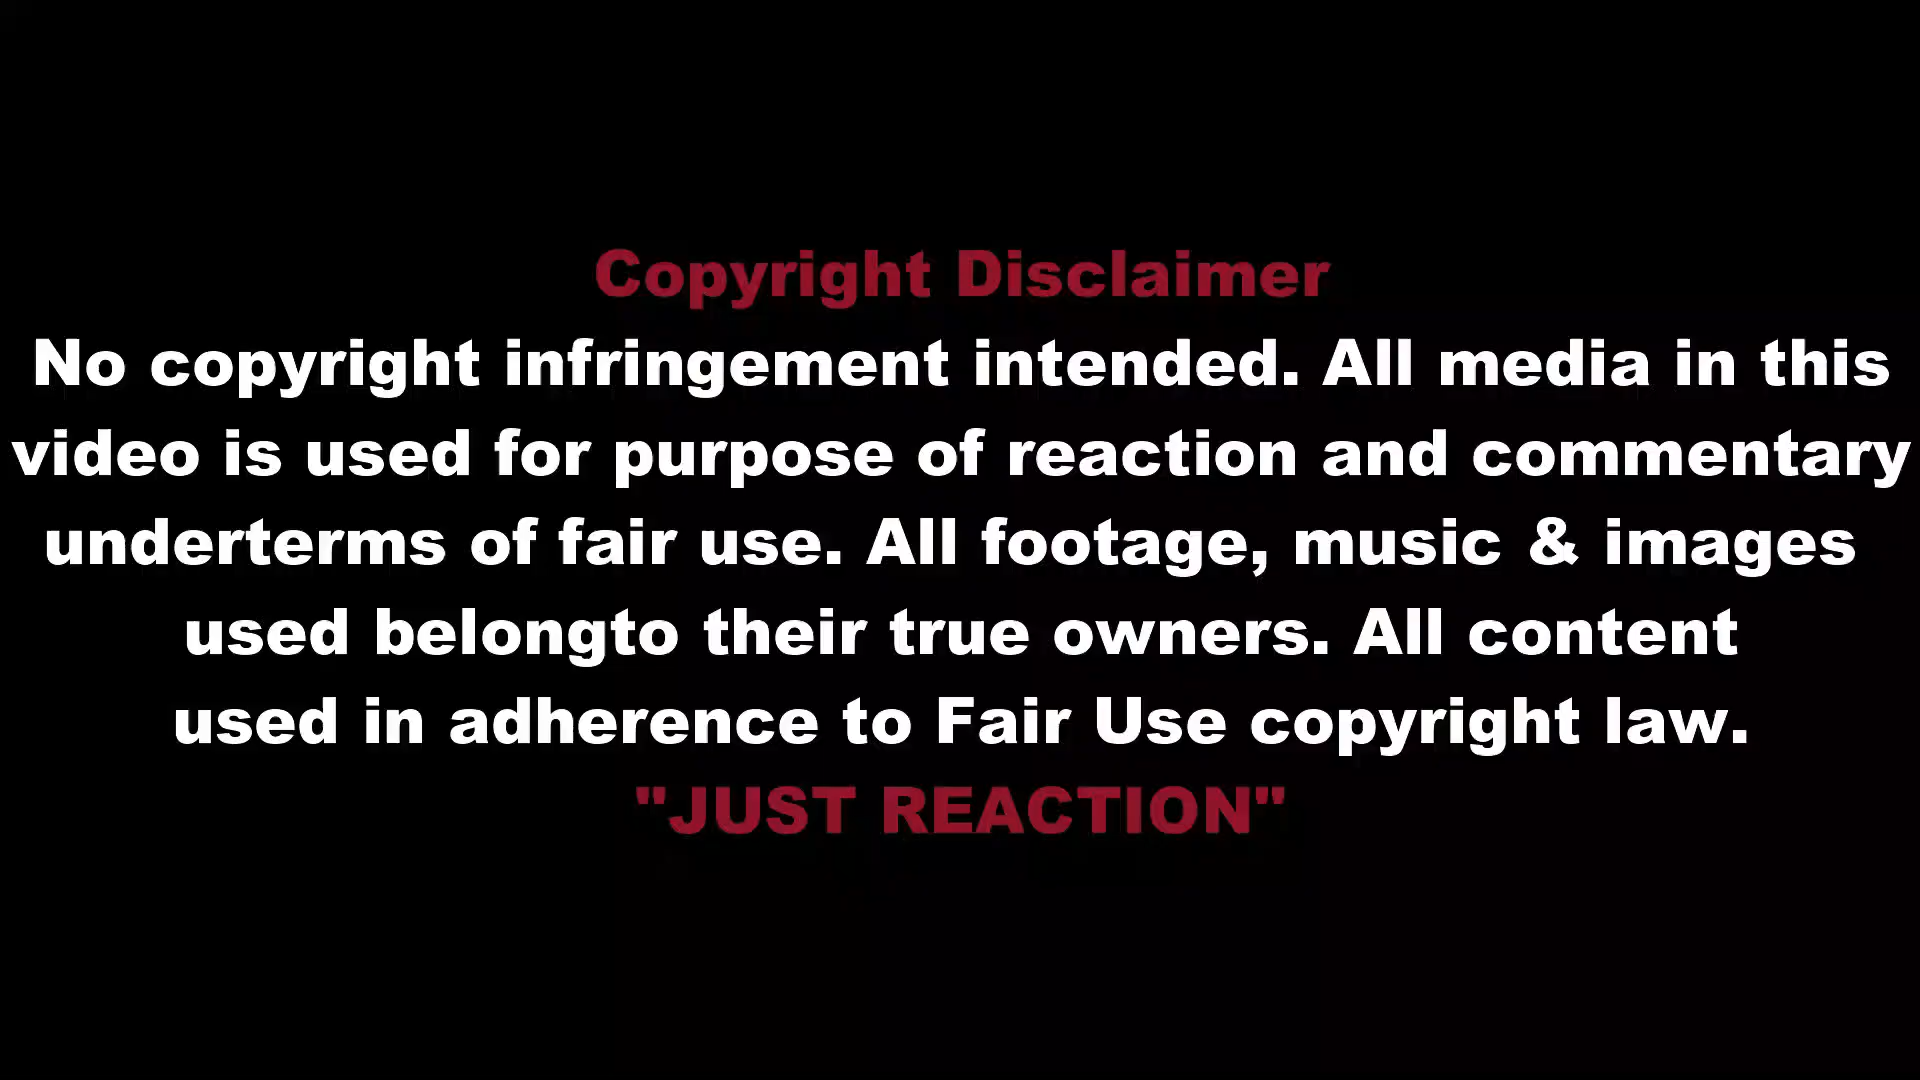 Copyright Disclaimer
No copyright infringement intended. All media in this
video is used for purpose of reaction and commentary
underterms of fair use. All footage, music & images
used belongto their true owners. All content
used in adherence to Fair Use copyright law.
"JUST REACTION"